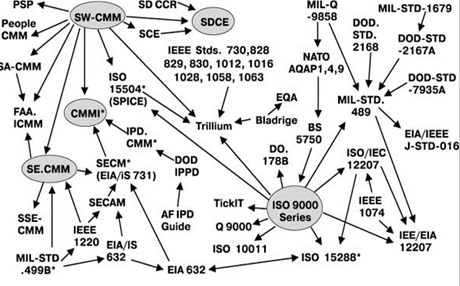 PSP
SW-CMM
SD CCR
SDCE
SCE
MIL-Q
-9858
MIL-STD-1679
People
CMM
DOD.
STD.
2168
DOD-STD
-2167A
IEEE Stds. 730,828
829, 830, 1012, 1016
1028, 1058, 1063
NATO
AQAP1,4,9
SA-CMM
ISO
15504*
(SPICE)
DOD-STD
-7935A
EQA
MIL-STD.
489
FAA.
ICMM
CMMI*
Trillium
Bladrige
BS
5750
EIA/IEEE
J-STD-016
IPD.
CMM*
DO.
178B
ISO/IEC
12207
SE.CMM
SECM*
(EIA/iS 731)
DOD
IPPD
SECAM
TickIT
ISO 9000
Series
IEEE
1074
SSE-
CMM
IEEE
1220
AF IPD
Guide
Q 9000
IEE/EIA
12207
EIA/IS
632
ISO 10011
MIL-STD
.499B*
EIA 632
ISO 15288*